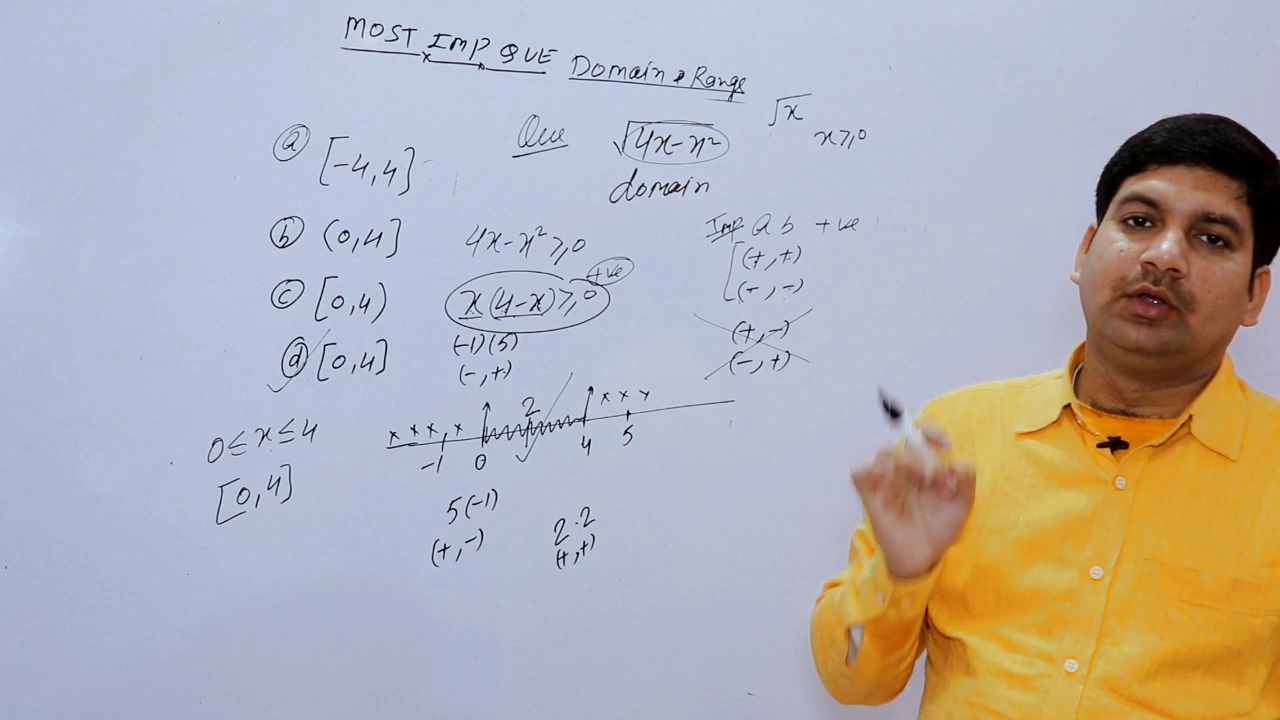 MOST IMP QUE Domain & Range
Que √4x-x²
domain
√x
x≥0
ⓐ [-4,4]
ⓑ (0,4]
ⓒ [0,4)
ⓓ [0,4]
4x-x²≥0
x(4-x)≥0 +ve
(-1)(5)
(-,+)
Imp a b +ve
(+,+)
(-,-)
(+,-)
(-,+)
0≤x≤4
[0,4]
x x x x 2 x x x
-1 0 4 5
5(-1)
(+,-)
2.2
(+,+)